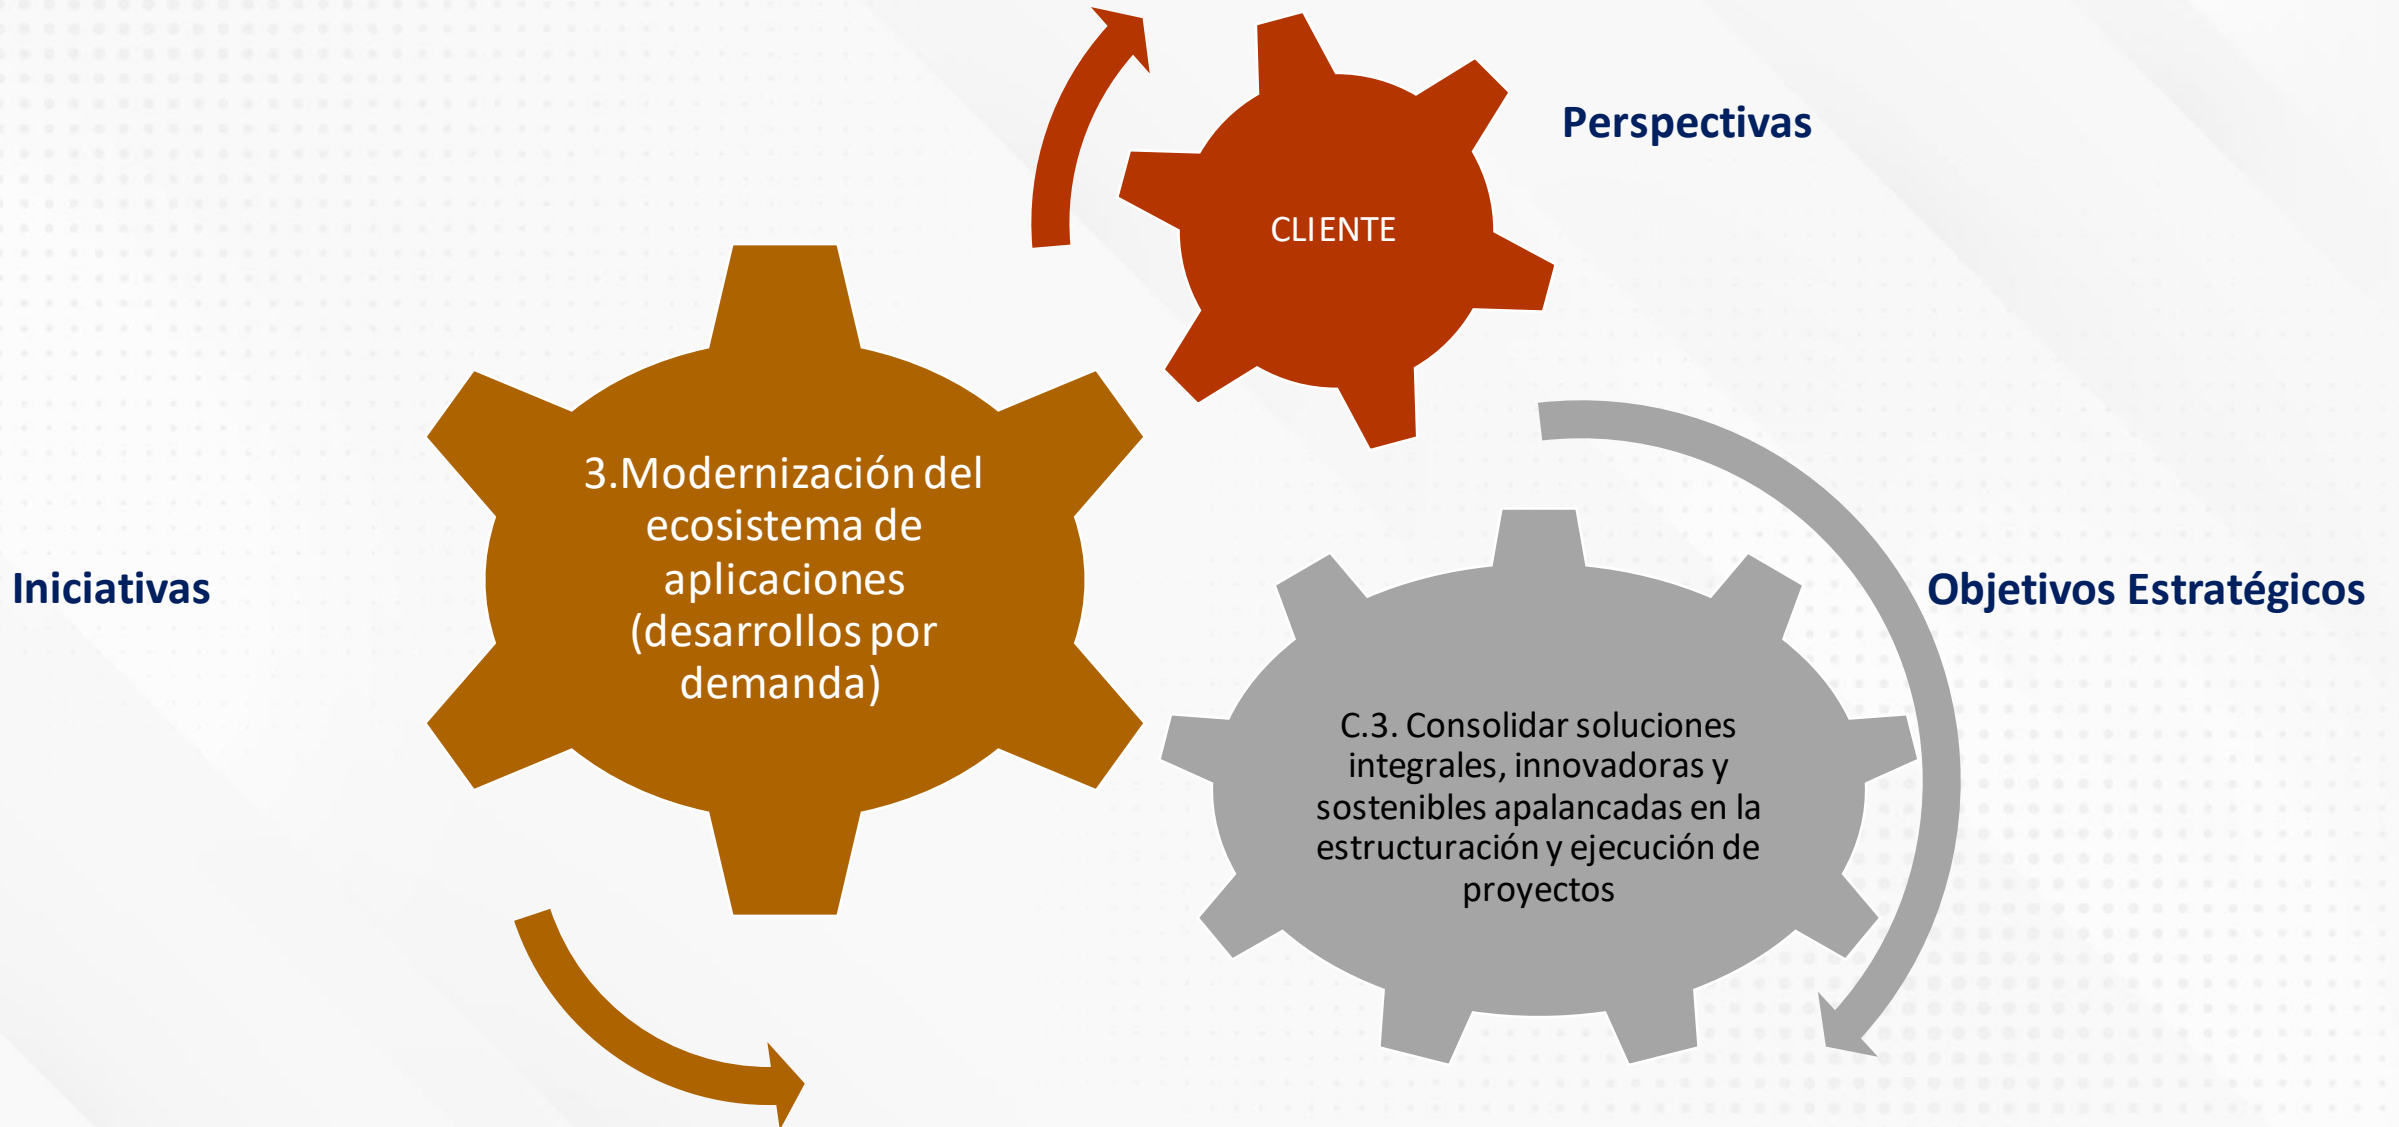 Perspectivas
CLIENTE
Iniciativas
3.Modernización del
ecosistema de
aplicaciones
(desarrollos por
demanda)
Objetivos Estratégicos
C.3. Consolidar soluciones
integrales, innovadoras y
sostenibles apalancadas en la
estructuración y ejecución de
proyectos